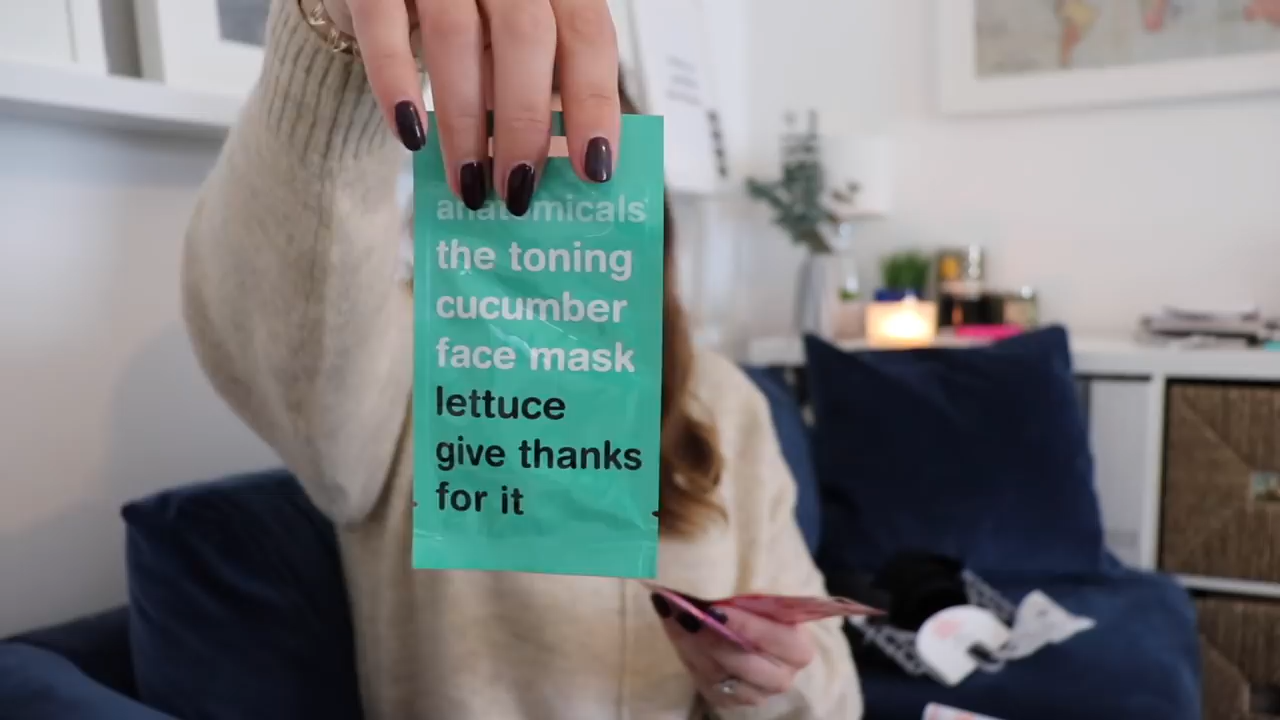 anatomicals
the toning
cucumber
face mask
lettuce
give thanks
for it